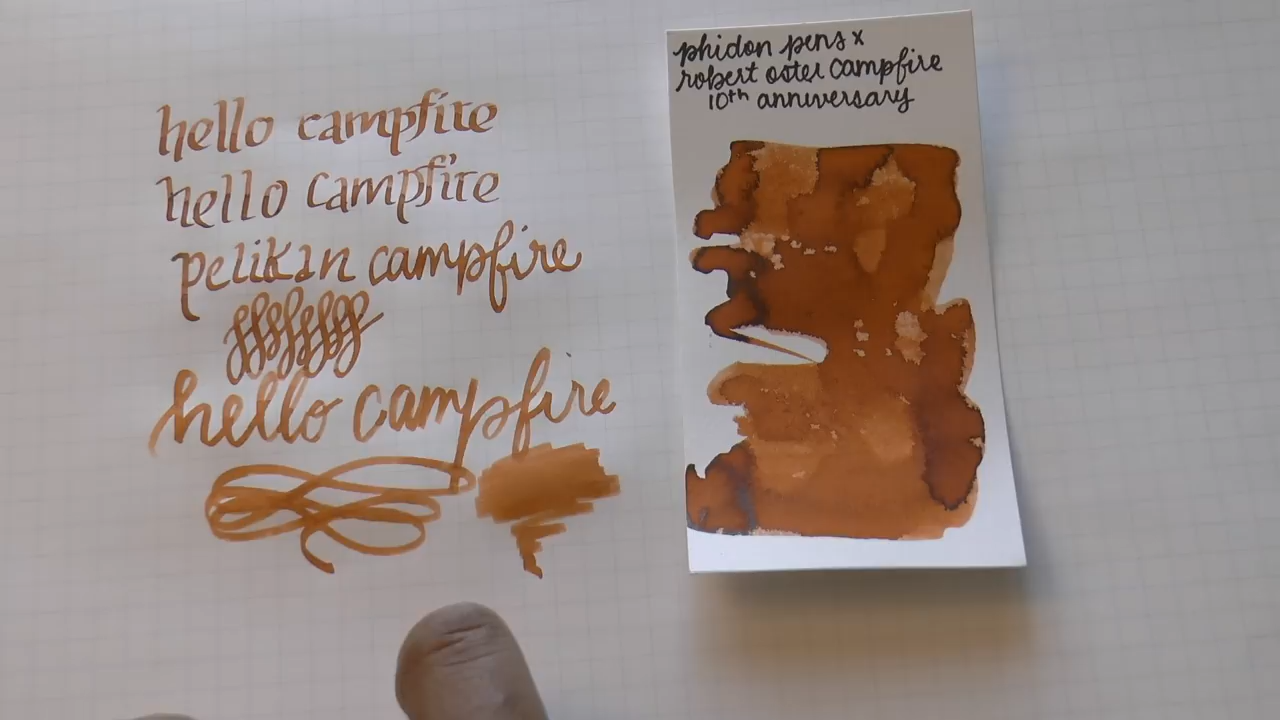 hello campfire
hello campfire
pelikan campfire
hello campfire
phidon pens x
robert oster campfire
10th anniversary